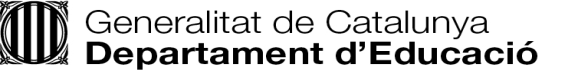 Generalitat de Catalunya
Departament d'Educació